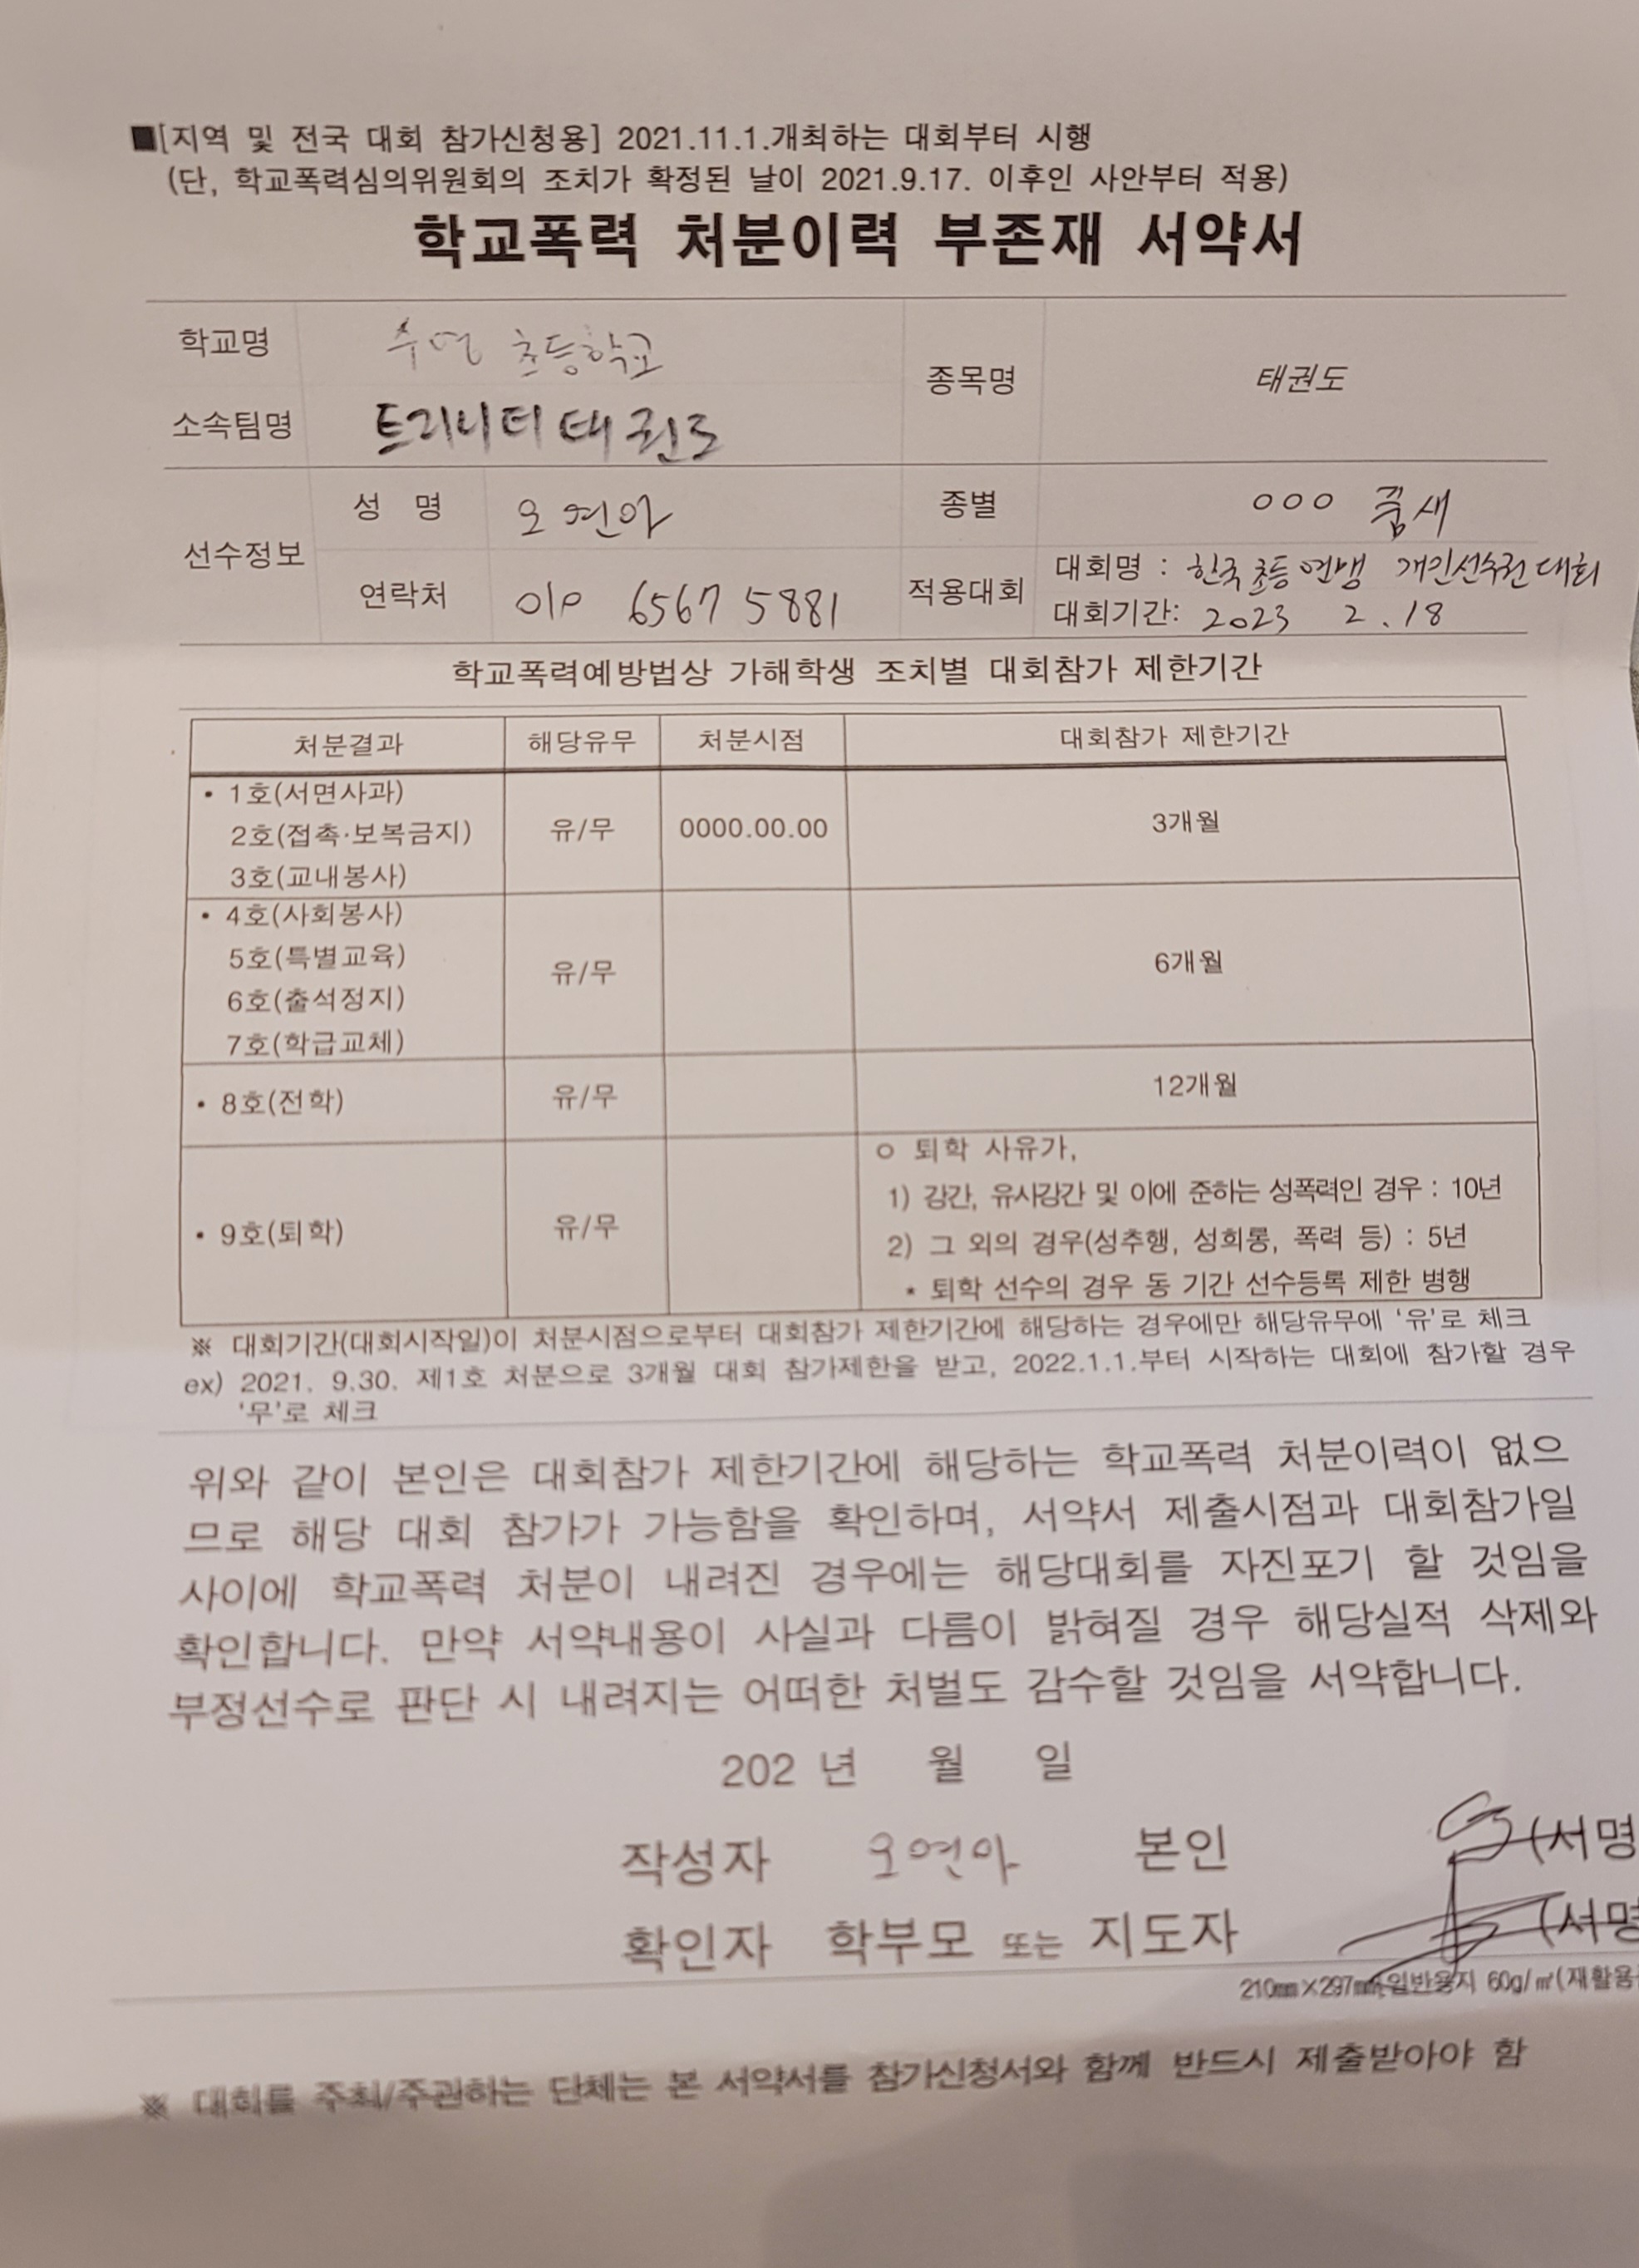 ■[지역 및 전국 대회 참가신청용] 2021.11.1.개최하는 대회부터 시행
(단, 학교폭력심의위원회의 조치가 확정된 날이 2021.9.17. 이후인 사안부터 적용)
학교폭력 처분이력 부존재 서약서
학교명 수영 초등학교
종목명 태권도
소속팀명 트리니티 태권도
선수정보
성 명 오연아
종별 ○○○ 품새
연락처 010 6567 5881
적용대회
대회명 : 한국초등연맹 개인선수권대회
대회기간: 2023 2.18
학교폭력예방법상 가해학생 조치별 대회참가 제한기간
처분결과 해당유무 처분시점 대회참가 제한기간
• 1호(서면사과)
2호(접촉·보복금지) 유/무 0000.00.00 3개월
3호(교내봉사)
• 4호(사회봉사)
5호(특별교육)
유/무 6개월
6호(출석정지)
7호(학급교체)
• 8호(전학) 유/무 12개월
• 9호(퇴학) 유/무
○ 퇴학 사유가,
1) 강간, 유사강간 및 이에 준하는 성폭력인 경우 : 10년
2) 그 외의 경우(성추행, 성희롱, 폭력 등) : 5년
* 퇴학 선수의 경우 동 기간 선수등록 제한 병행
※ 대회기간(대회시작일)이 처분시점으로부터 대회참가 제한기간에 해당하는 경우에만 해당유무에 ‘유’로 체크
ex) 2021. 9.30. 제1호 처분으로 3개월 대회 참가제한을 받고, 2022.1.1.부터 시작하는 대회에 참가할 경우
‘무’로 체크
위와 같이 본인은 대회참가 제한기간에 해당하는 학교폭력 처분이력이 없으
므로 해당 대회 참가가 가능함을 확인하며, 서약서 제출시점과 대회참가일
사이에 학교폭력 처분이 내려진 경우에는 해당대회를 자진포기 할 것임을
확인합니다. 만약 서약내용이 사실과 다름이 밝혀질 경우 해당실적 삭제와
부정선수로 판단 시 내려지는 어떠한 처벌도 감수할 것임을 서약합니다.
202 년 월 일
작성자 오연아 본인 (서명
확인자 학부모 또는 지도자 (서명
210mm×297mm[일반용지 60g/㎡(재활용
※ 대회를 주최/주관하는 단체는 본 서약서를 참가신청서와 함께 반드시 제출받아야 함